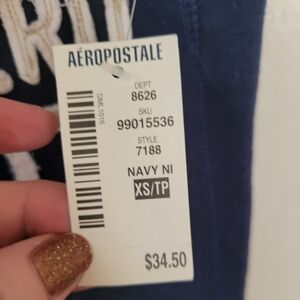 AÉROPOSTALE
DEPT
8626
SKU
99015536
STYLE
7188
NAVY NI
XS/TP
$34.50